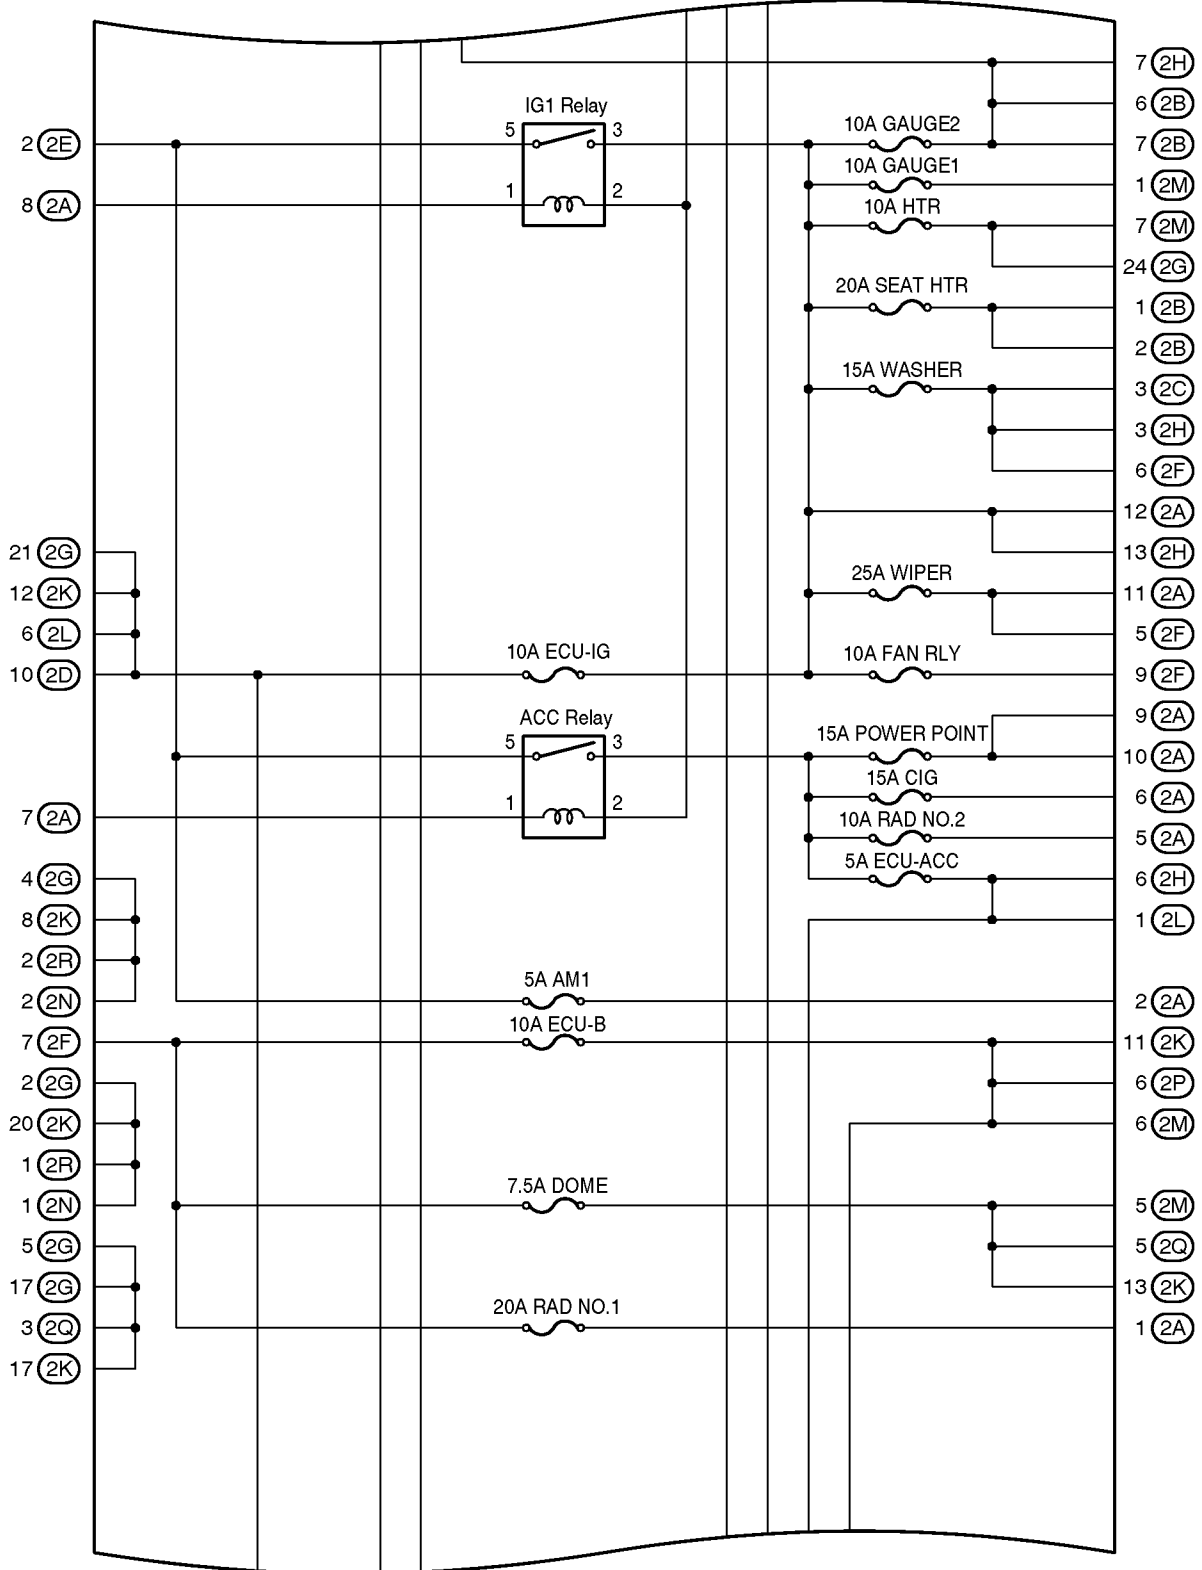 7 2H
IG1 Relay
6 2B
5 3
10A GAUGE2
2 2E
7 2B
10A GAUGE1
1 2
1 2M
8 2A
10A HTR
7 2M
24 2G
20A SEAT HTR
1 2B
2 2B
15A WASHER
3 2C
3 2H
6 2F
12 2A
21 2G
13 2H
25A WIPER
12 2K
11 2A
6 2L
5 2F
10A ECU-IG
10A FAN RLY
10 2D
9 2F
ACC Relay
9 2A
5 3
15A POWER POINT
10 2A
15A CIG
1 2
6 2A
7 2A
10A RAD NO.2
5 2A
5A ECU-ACC
4 2G
6 2H
8 2K
1 2L
2 2R
5A AM1
2 2N
2 2A
10A ECU-B
7 2F
11 2K
2 2G
6 2P
20 2K
6 2M
1 2R
7.5A DOME
1 2N
5 2M
5 2G
5 2Q
17 2G
13 2K
20A RAD NO.1
3 2Q
1 2A
17 2K